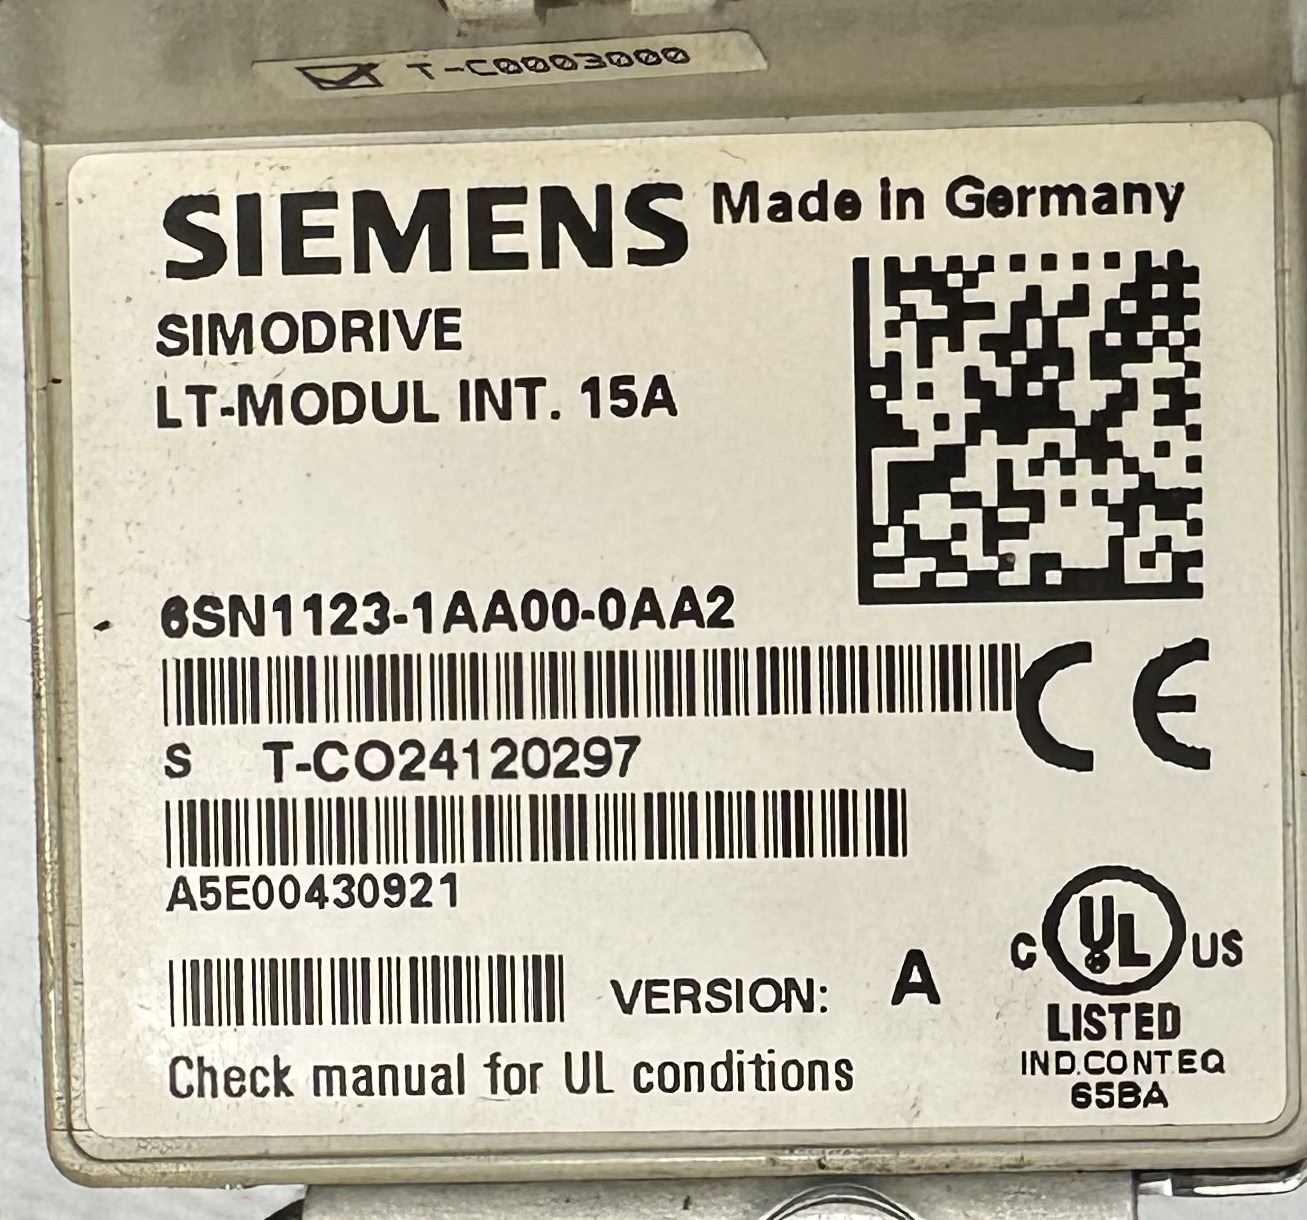 T-C0003000
SIEMENS Made in Germany
SIMODRIVE
LT-MODUL INT. 15A
6SN1123-1AA00-0AA2
CE
S T-CO24120297
A5E00430921
VERSION: A
Check manual for UL conditions
C UL US
LISTED
IND.CONT.EQ
65BA